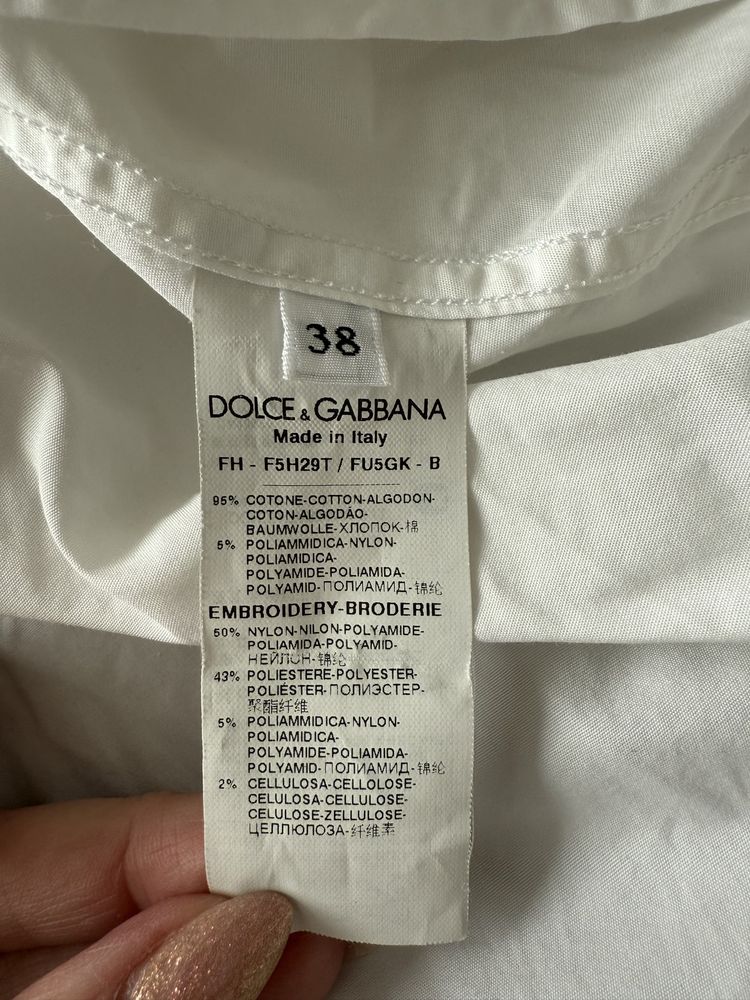 38
DOLCE & GABBANA
Made in Italy
FH - F5H29T / FU5GK - B
95% COTONE-COTTON-ALGODON-
COTON-ALGODÃO-
BAUMWOLLE-ХЛОПОК-棉
5% POLIAMMIDICA-NYLON-
POLIAMIDICA-
POLYAMIDE-POLIAMIDA-
POLYAMID-ПОЛИАМИД-锦纶
EMBROIDERY-BRODERIE
50% NYLON-NILON-POLYAMIDE-
POLIAMIDA-POLYAMID-
НЕЙЛОН-锦纶
43% POLIESTERE-POLYESTER-
POLIÉSTER-ПОЛИЭСТЕР-
聚酯纤维
5% POLIAMMIDICA-NYLON-
POLIAMIDICA-
POLYAMIDE-POLIAMIDA-
POLYAMID-ПОЛИАМИД-锦纶
2% CELLULOSA-CELLOLOSE-
CELULOSA-CELLULOSE-
CELULOSE-ZELLULOSE-
ЦЕЛЛЮЛОЗА-纤维素